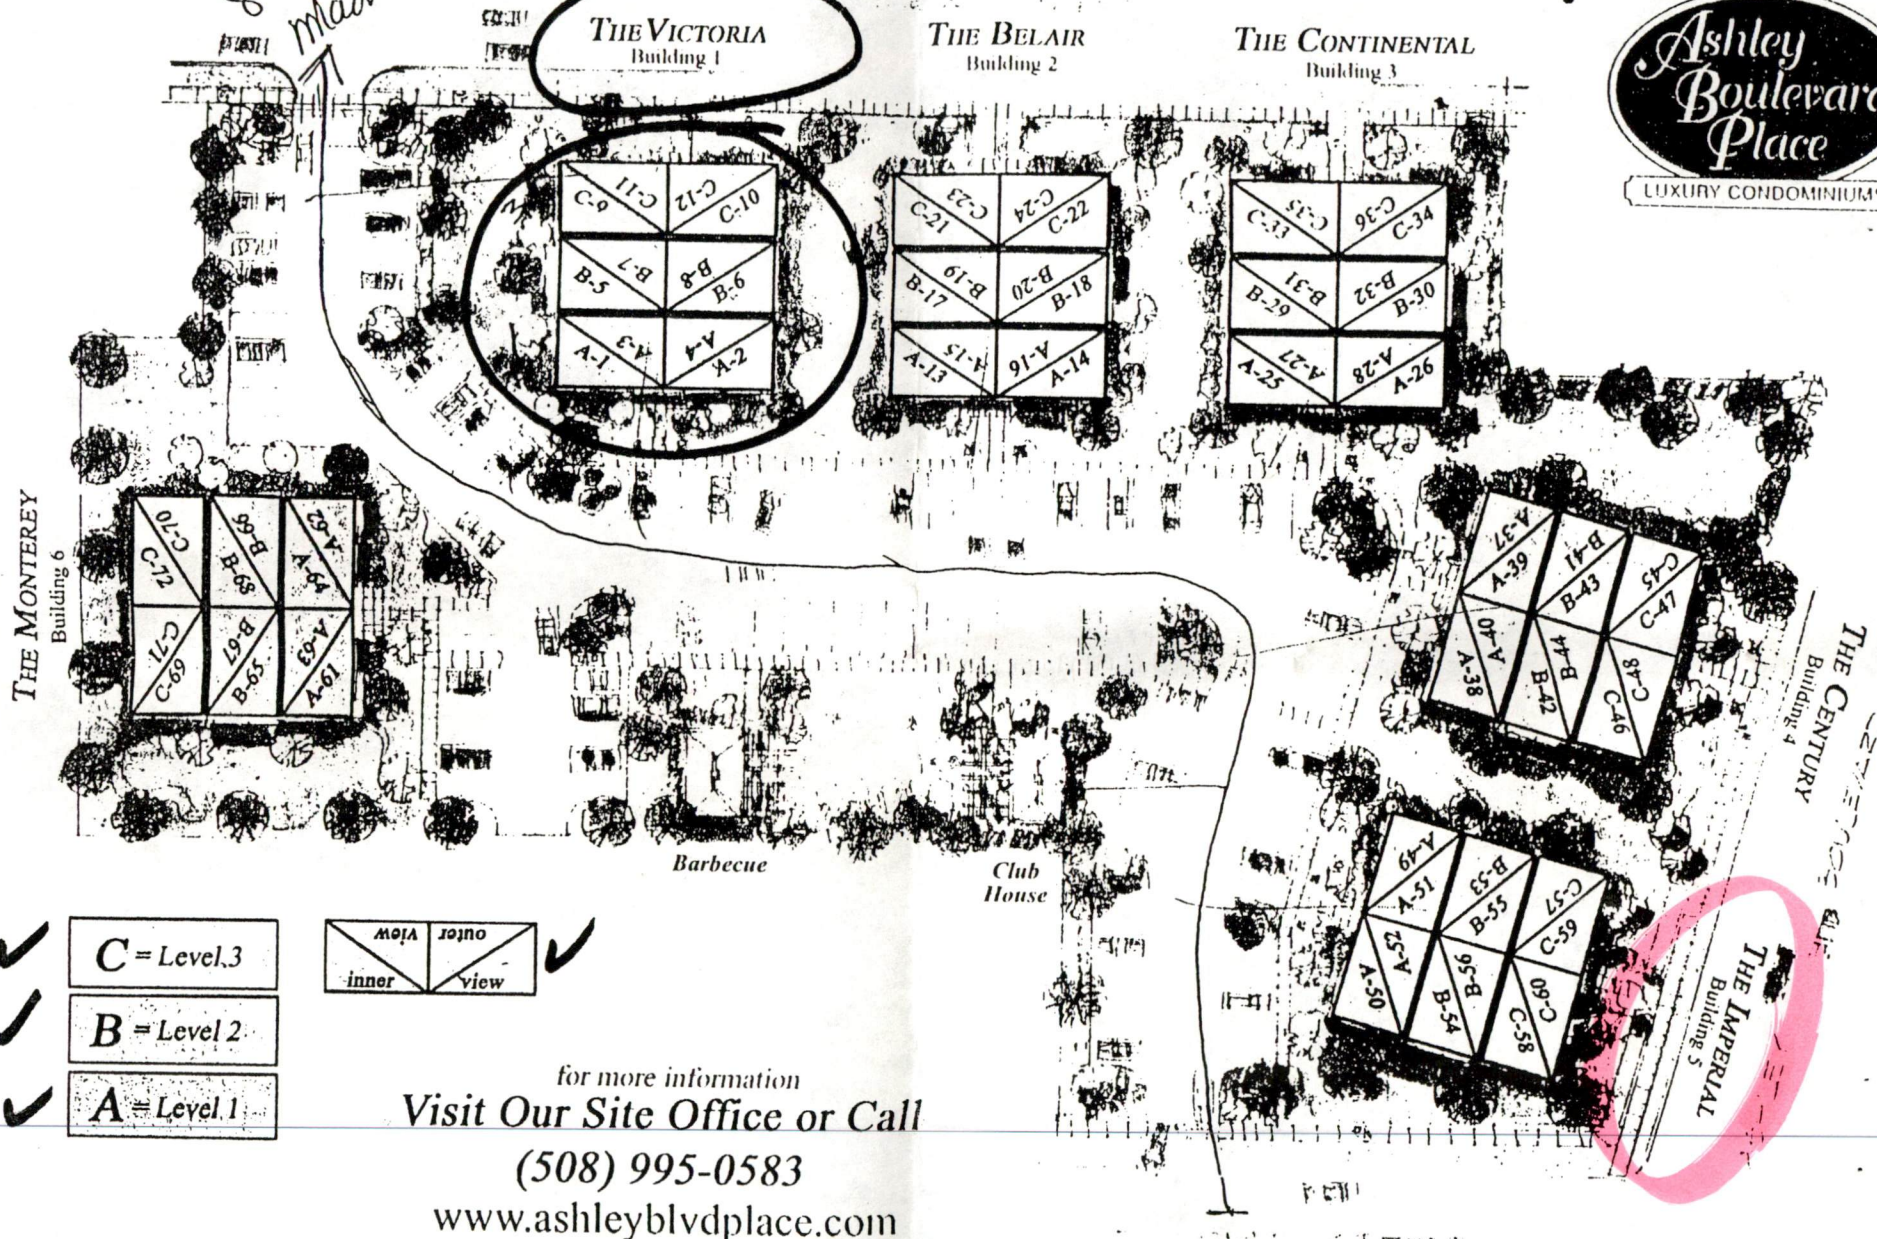 THE VICTORIA
Building 1
THE BELAIR
Building 2
THE CONTINENTAL
Building 3
Ashley
Boulevard
Place
LUXURY CONDOMINIUMS
C-9 C-11 C-12 C-10
B-5 B-7 B-8 B-6
A-1 A-3 A-4 A-2
C-21 C-23 C-24 C-22
B-17 B-19 B-20 B-18
A-13 A-15 A-16 A-14
C-33 C-35 C-36 C-34
B-29 B-31 B-32 B-30
A-25 A-27 A-28 A-26
THE MONTEREY
Building 6
C-70 B-66 A-62
C-72 B-68 A-64
C-71 B-67 A-63
C-69 B-65 A-61
A-37 B-41 C-45
A-39 B-43 C-47
A-40 B-44 C-48
A-38 B-42 C-46
THE CENTURY
Building 4
A-49 B-53 C-57
A-51 B-55 C-59
A-52 B-56 C-60
A-50 B-54 C-58
THE IMPERIAL
Building 5
Barbecue
Club
House
C = Level 3
B = Level 2
A = Level 1
view outer
inner view
for more information
Visit Our Site Office or Call
(508) 995-0583
www.ashleyblvdplace.com